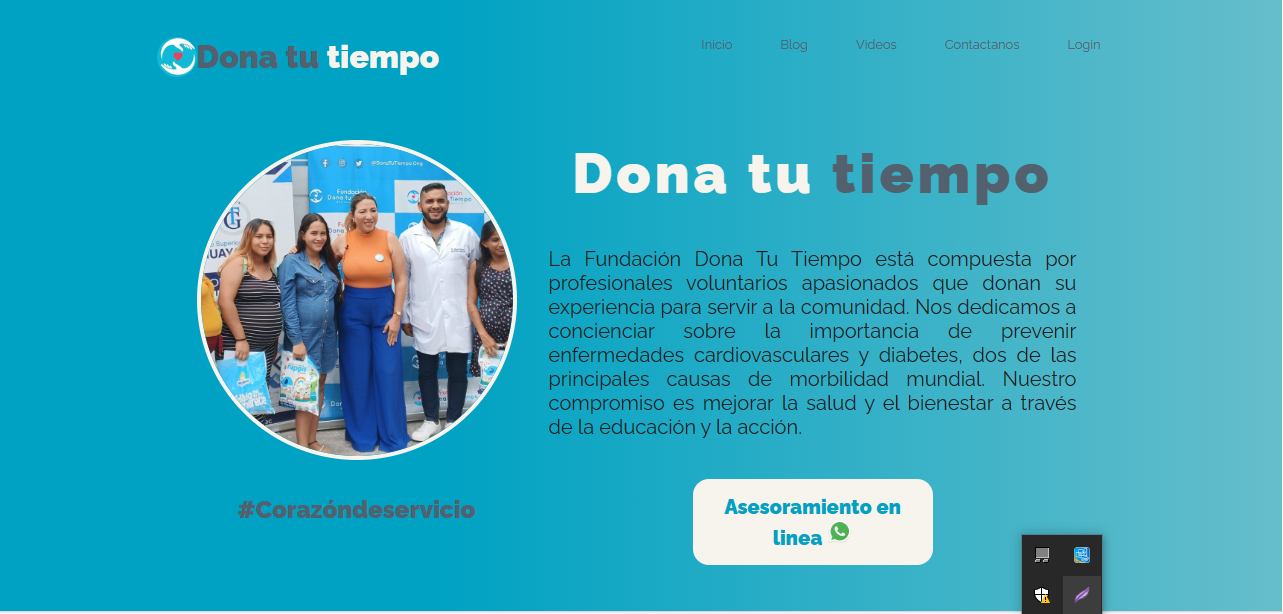 Dona tu tiempo
Inicio
Blog
Videos
Contactanos
Login
Dona tu tiempo
@DonaTuTiempo.Org
Fundación
La Fundación Dona Tu Tiempo está compuesta por
profesionales voluntarios apasionados que donan su
experiencia para servir a la comunidad. Nos dedicamos a
concienciar sobre la importancia de prevenir
enfermedades cardiovasculares y diabetes, dos de las
principales causas de morbilidad mundial. Nuestro
compromiso es mejorar la salud y el bienestar a través
de la educación y la acción.
#Corazóndeservicio
Asesoramiento en
linea